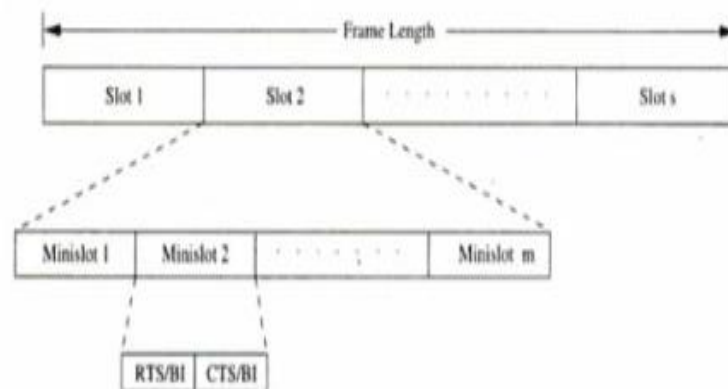 Frame Length
Slot 1 Slot 2 . . . . . . . . . Slot s
Minislot 1 Minislot 2 . . . . . . . Minislot m
RTS/BI CTS/BI